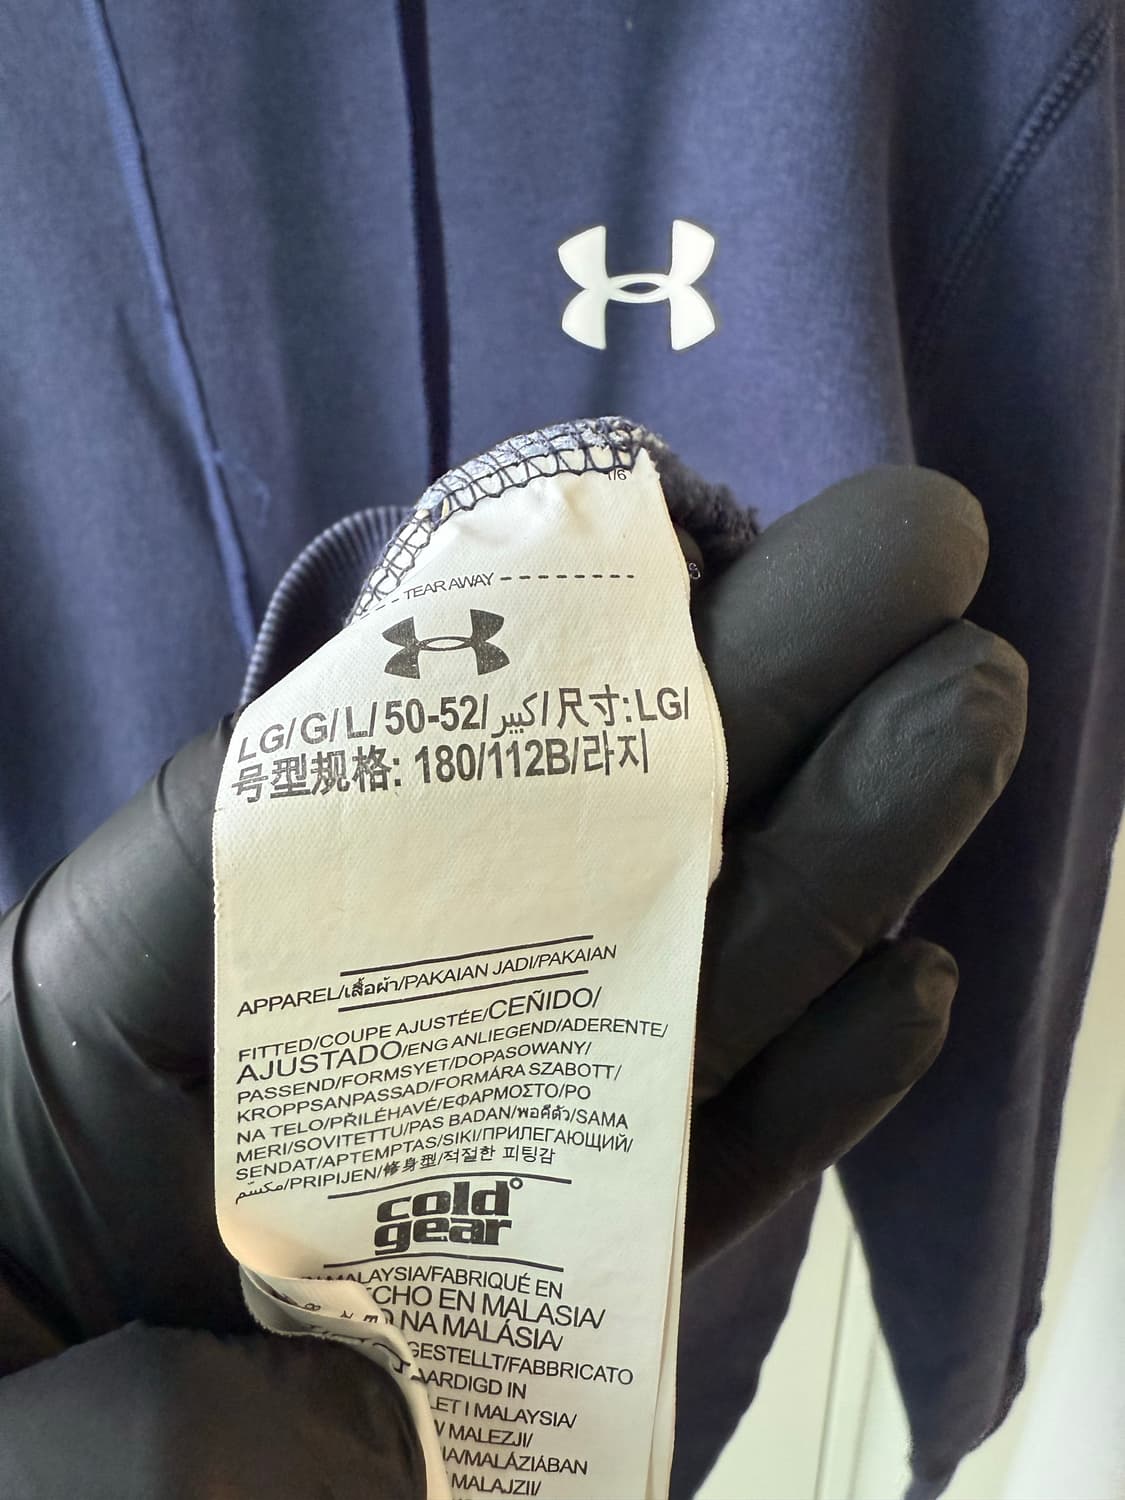 1/6
TEAR AWAY
LG/G/L/50-52/كبير/尺寸:LG/
号型规格: 180/112B/라지
APPAREL/เสื้อผ้า/PAKAIAN JADI/PAKAIAN
FITTED/COUPE AJUSTÉE/CEÑIDO/
AJUSTADO/ENG ANLIEGEND/ADERENTE/
PASSEND/FORMSYET/DOPASOWANY/
KROPPSANPASSAD/FORMÁRA SZABOTT/
NA TELO/PŘILÉHAVÉ/ΕΦΑΡΜΟΣΤΟ/PO
MERI/SOVITETTU/PAS BADAN/พอดีตัว/SAMA
SENDAT/APTEMPTAS/SIKI/ПРИЛЕГАЮЩИЙ/
مكسّم/PRIPIJEN/修身型/적절한 피팅감
cold
gear
MALAYSIA/FABRIQUÉ EN
CHO EN MALASIA/
NA MALÁSIA/
GESTELLT/FABBRICATO
AARDIGD IN
LET I MALAYSIA/
W MALEZJI/
IA/MALÁZIÁBAN
MALAJZII/